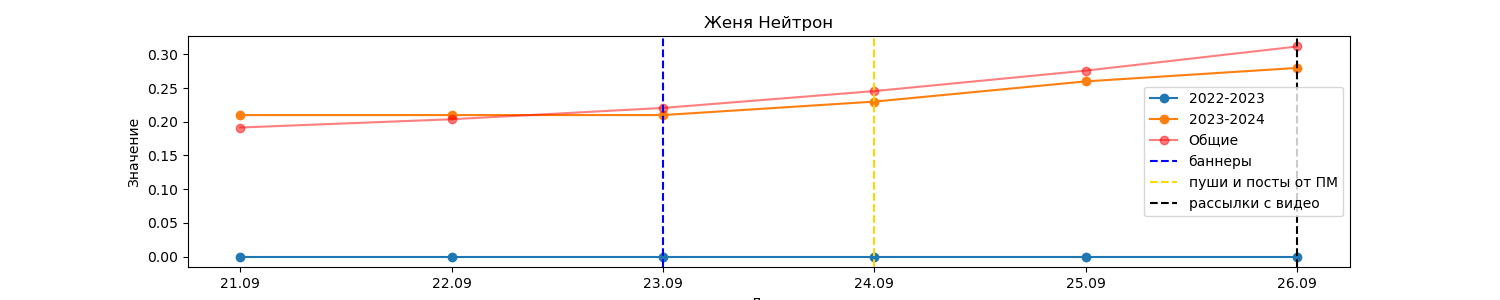 Женя Нейтрон
Значение
0.30
0.25
0.20
0.15
0.10
0.05
0.00
2022-2023
2023-2024
Общие
баннеры
пуши и посты от ПМ
рассылки с видео
21.09
22.09
23.09
24.09
25.09
26.09